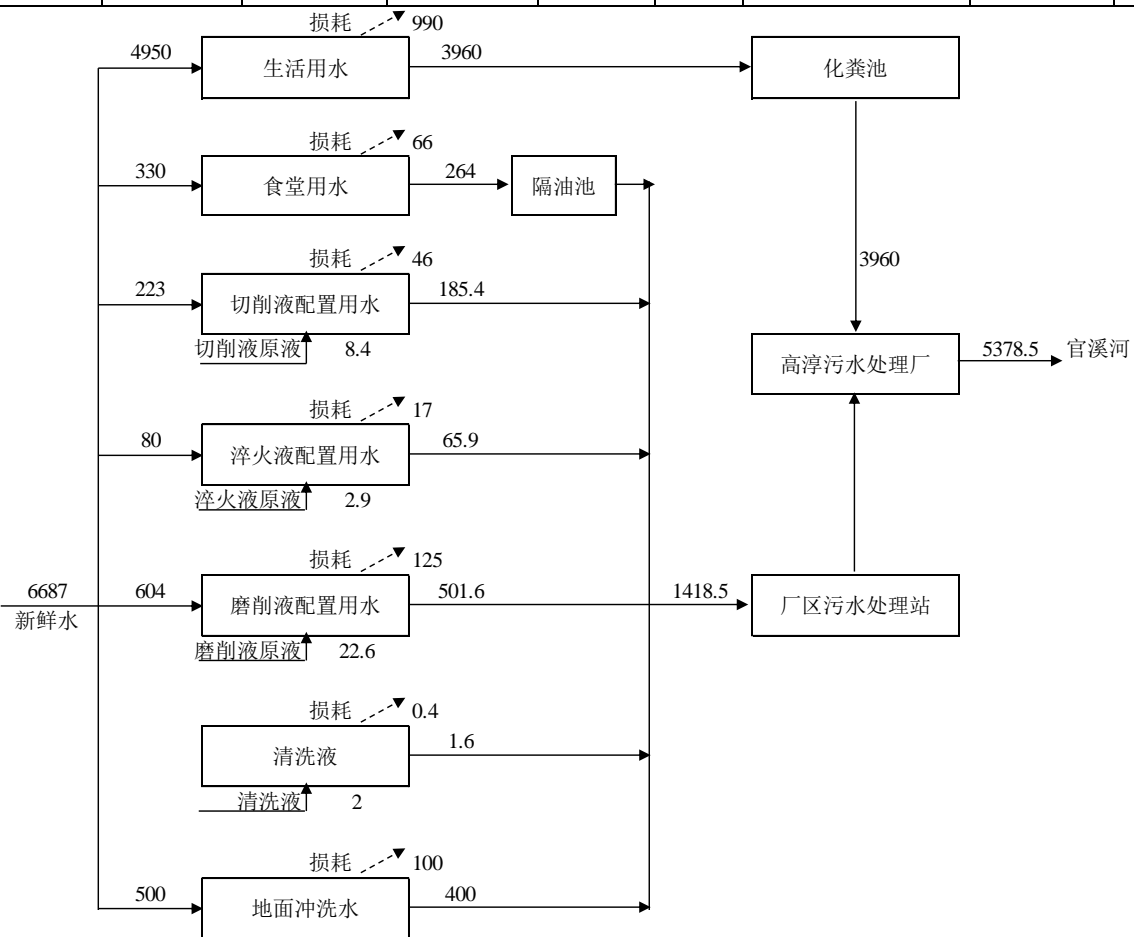 损耗 990
4950 3960
生活用水 化粪池
损耗 66
330 264
食堂用水 隔油池
损耗 46 3960
223 185.4
切削液配置用水
切削液原液 8.4
5378.5 官溪河
高淳污水处理厂
损耗 17
80 65.9
淬火液配置用水
淬火液原液 2.9
损耗 125
6687 604 501.6 1418.5
新鲜水 磨削液配置用水 厂区污水处理站
磨削液原液 22.6
损耗 0.4
1.6
清洗液
清洗液 2
损耗 100
500 400
地面冲洗水